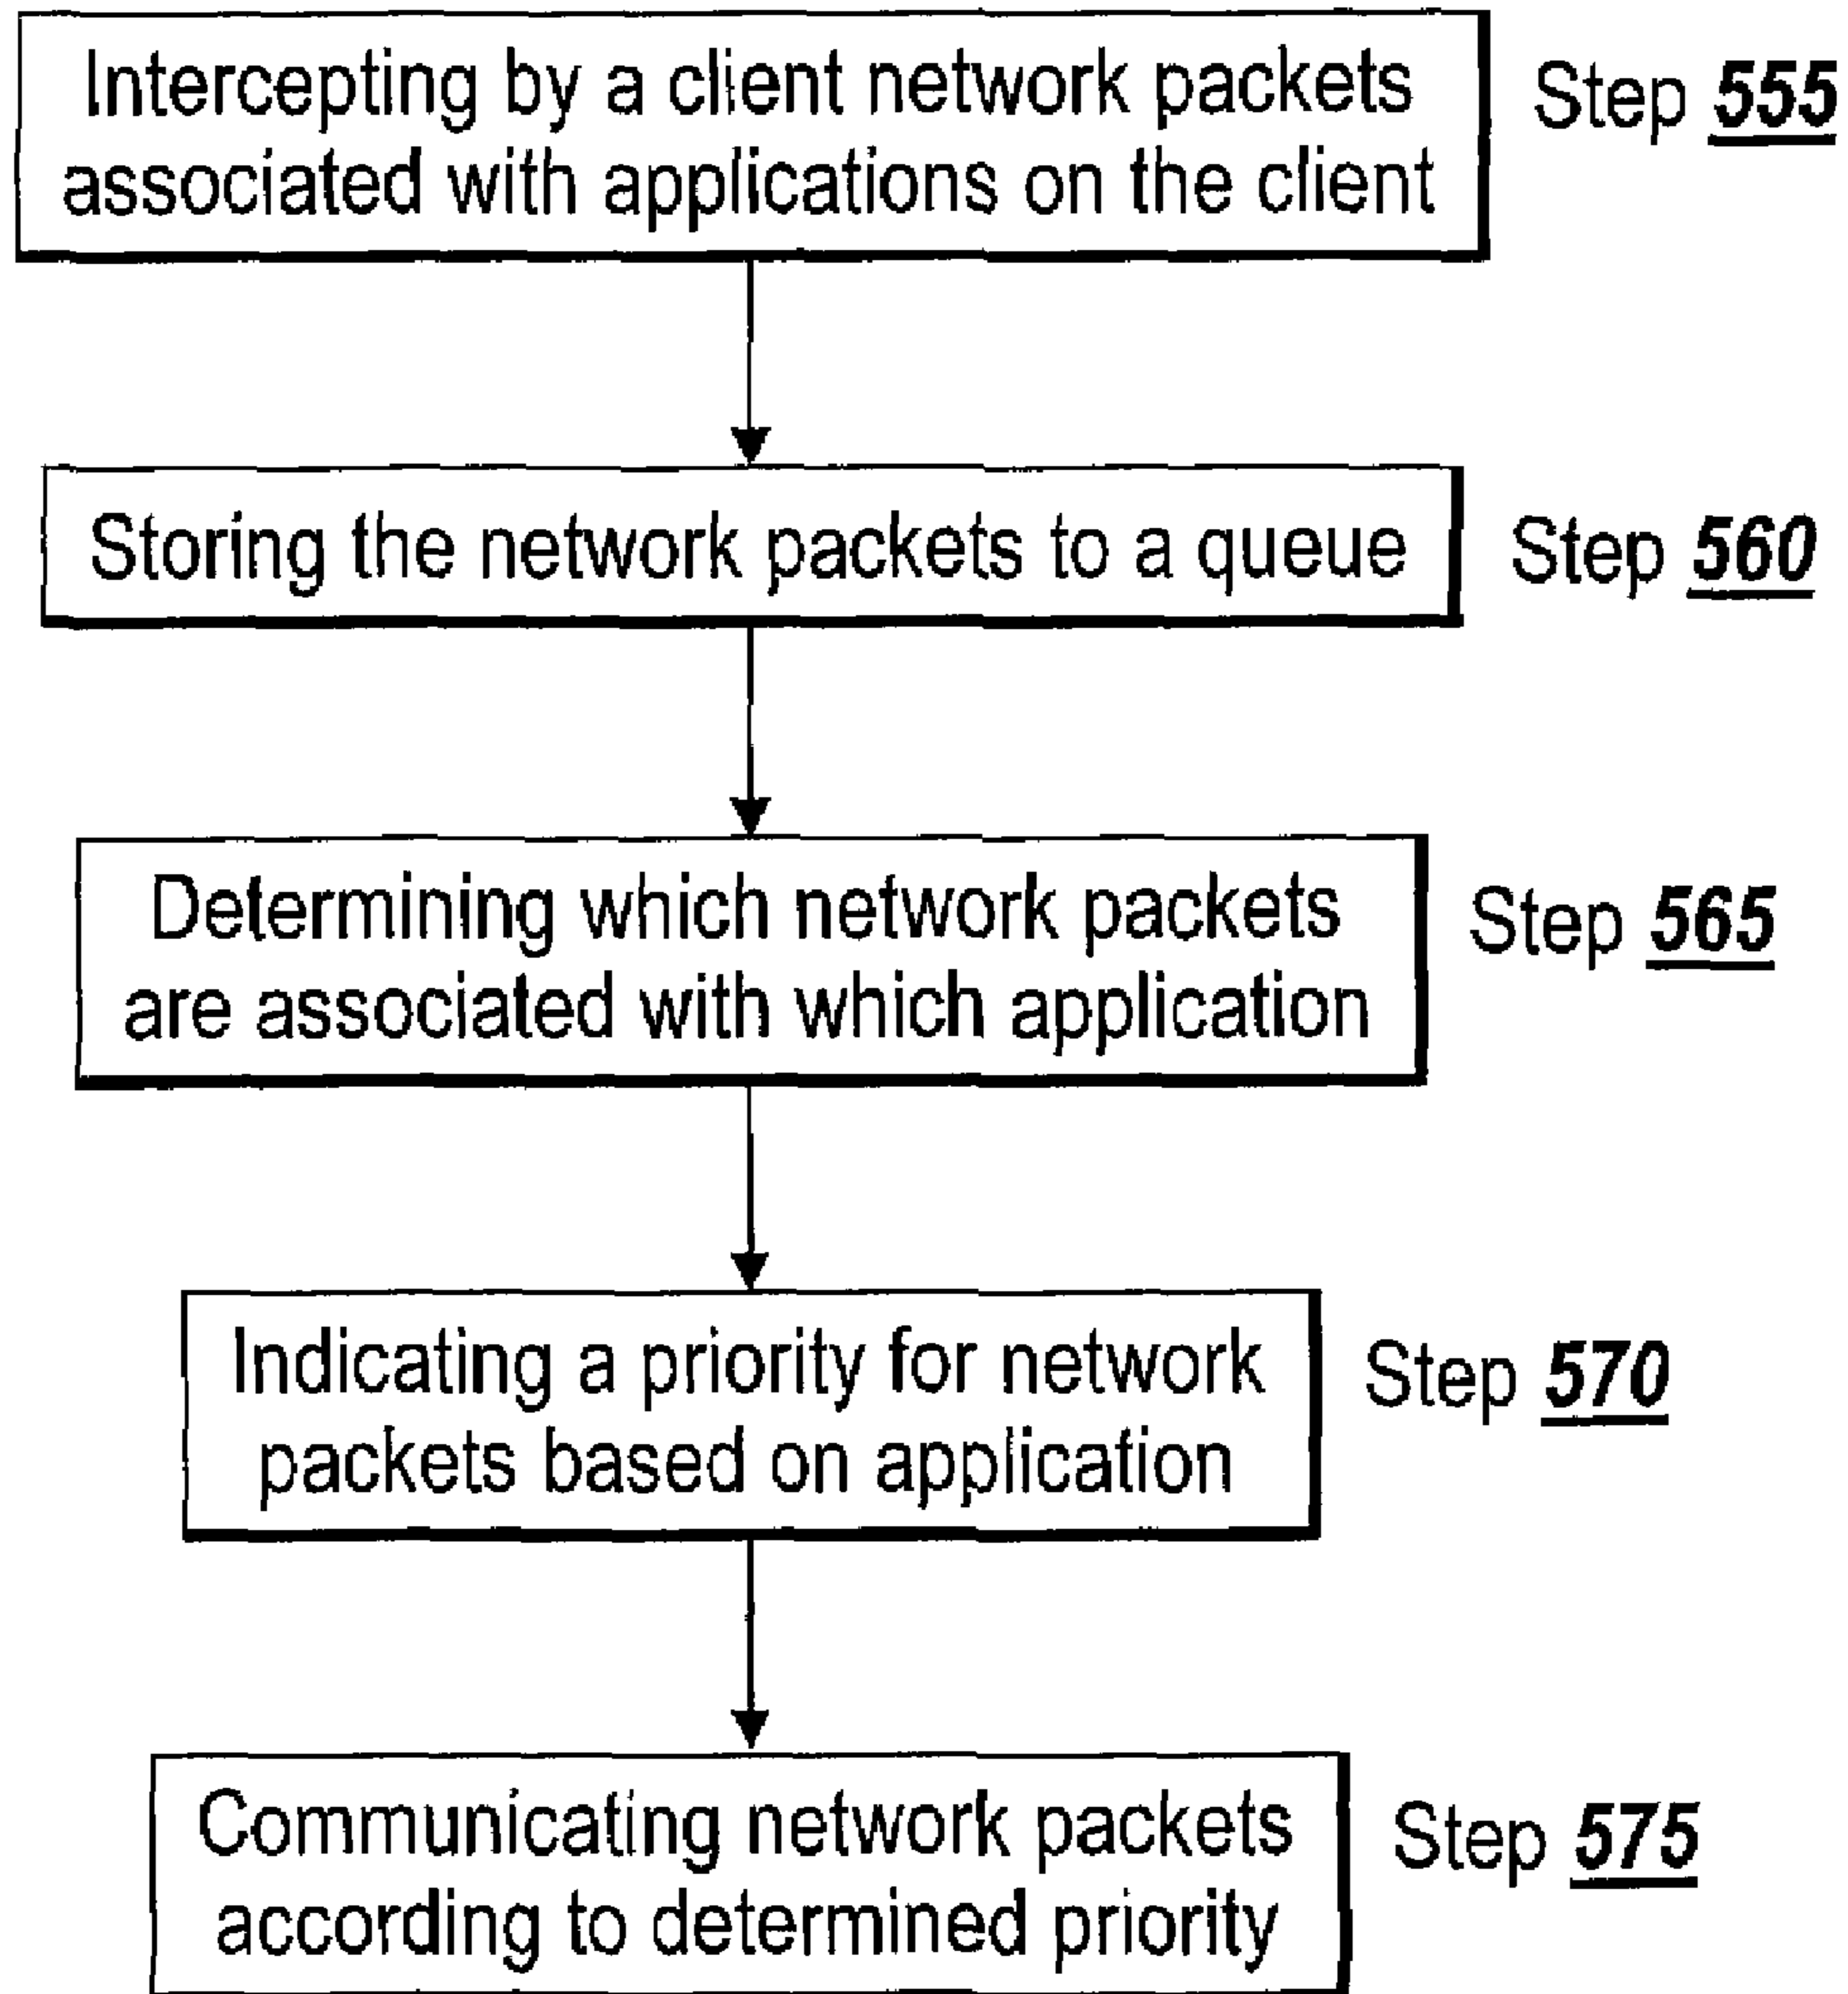 Intercepting by a client network packets
associated with applications on the client
Step 555
Storing the network packets to a queue
Step 560
Determining which network packets
are associated with which application
Step 565
Indicating a priority for network
packets based on application
Step 570
Communicating network packets
according to determined priority
Step 575